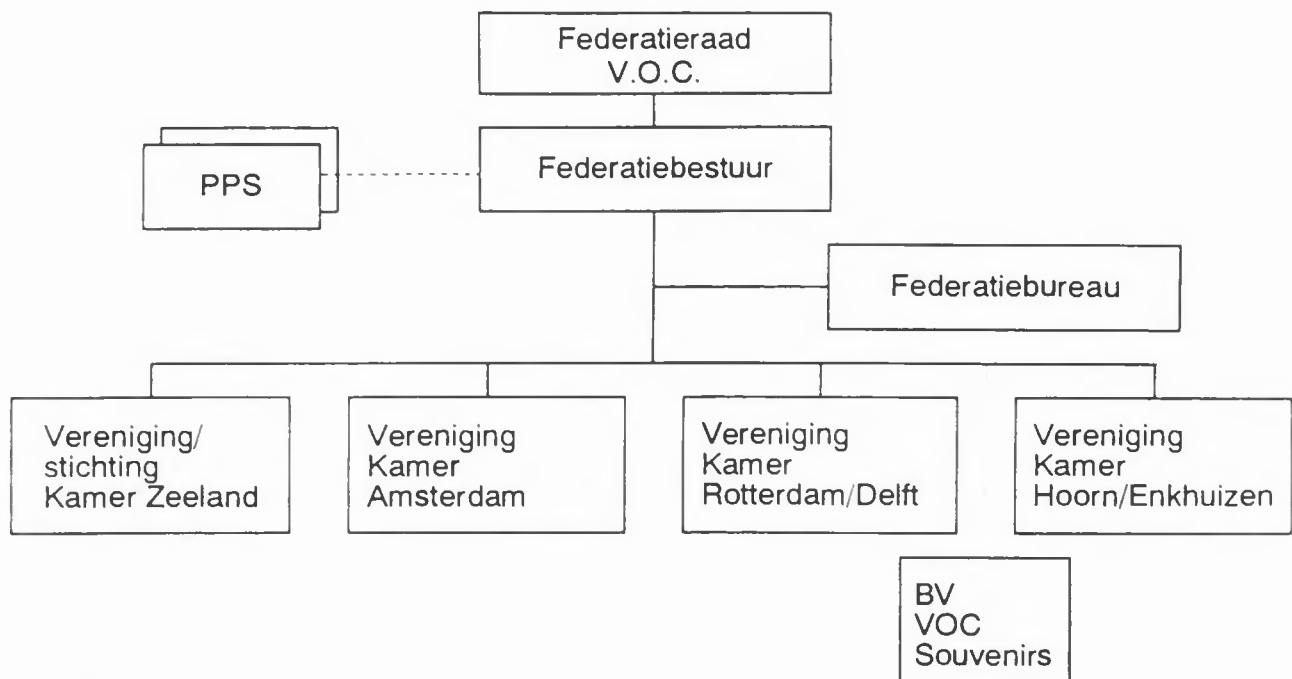 Federatieraad
V.O.C.
PPS
Federatiebestuur
Federatiebureau
Vereniging/
stichting
Kamer Zeeland
Vereniging
Kamer
Amsterdam
Vereniging
Kamer
Rotterdam/Delft
Vereniging
Kamer
Hoorn/Enkhuizen
BV
VOC
Souvenirs